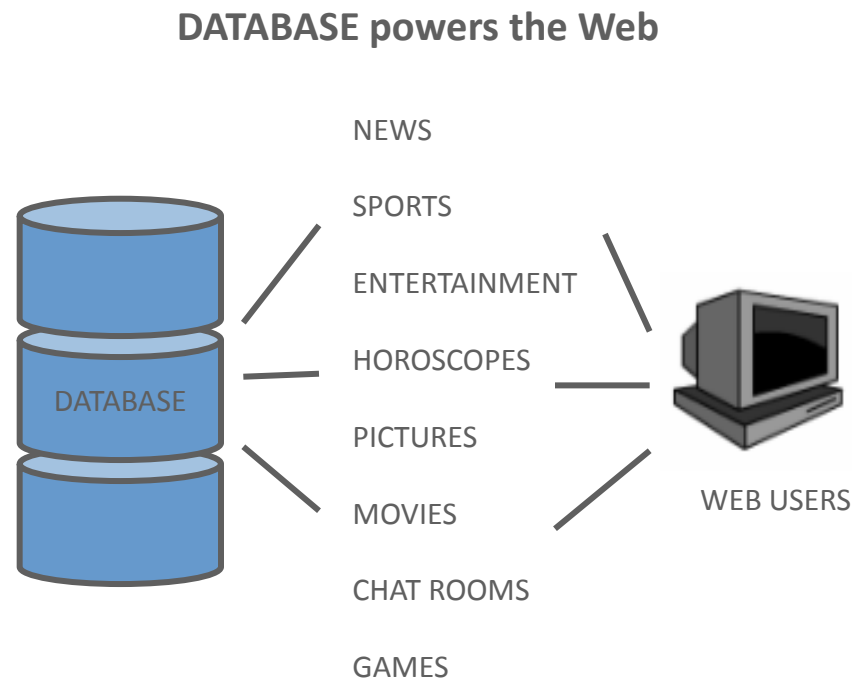 DATABASE powers the Web
NEWS
SPORTS
ENTERTAINMENT
HOROSCOPES
DATABASE
PICTURES
MOVIES
WEB USERS
CHAT ROOMS
GAMES